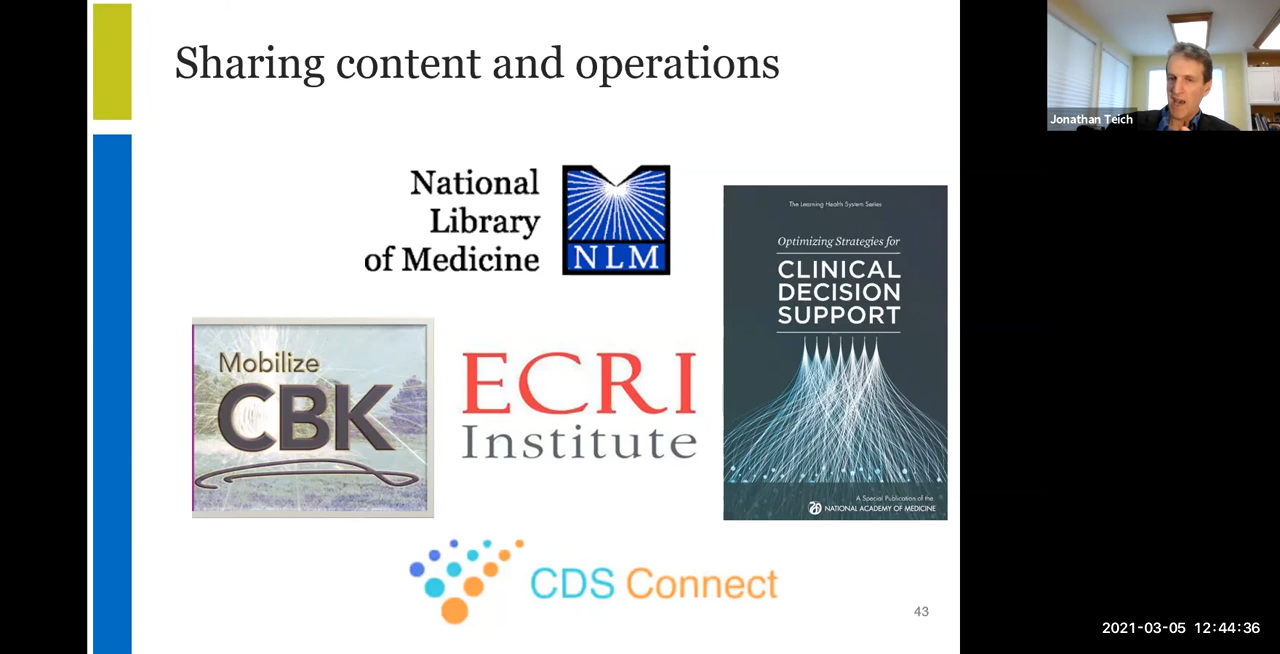 Sharing content and operations
Jonathan Teich
National
Library
of Medicine
NLM
The Learning Health System Series
Optimizing Strategies for
CLINICAL
DECISION
SUPPORT
A Special Publication of the
NATIONAL ACADEMY OF MEDICINE
Mobilize
CBK
ECRI
Institute
CDS Connect
43
2021-03-05 12:44:36